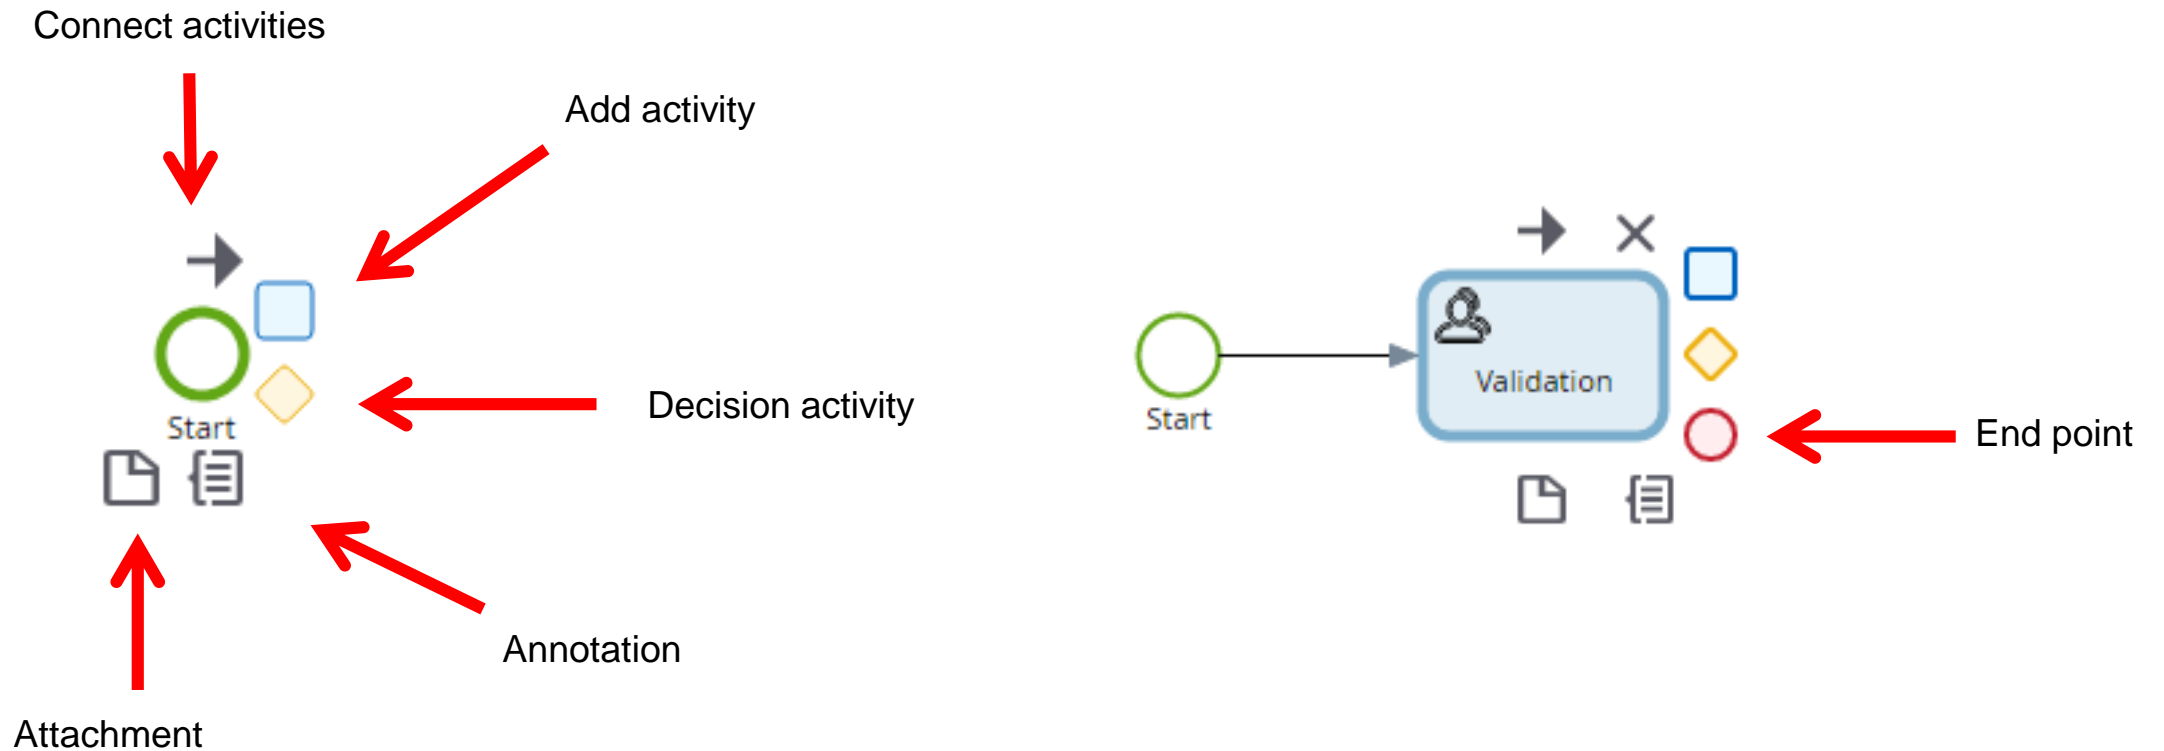 Connect activities
Add activity
Start
Decision activity
Annotation
Attachment
Start
Validation
End point